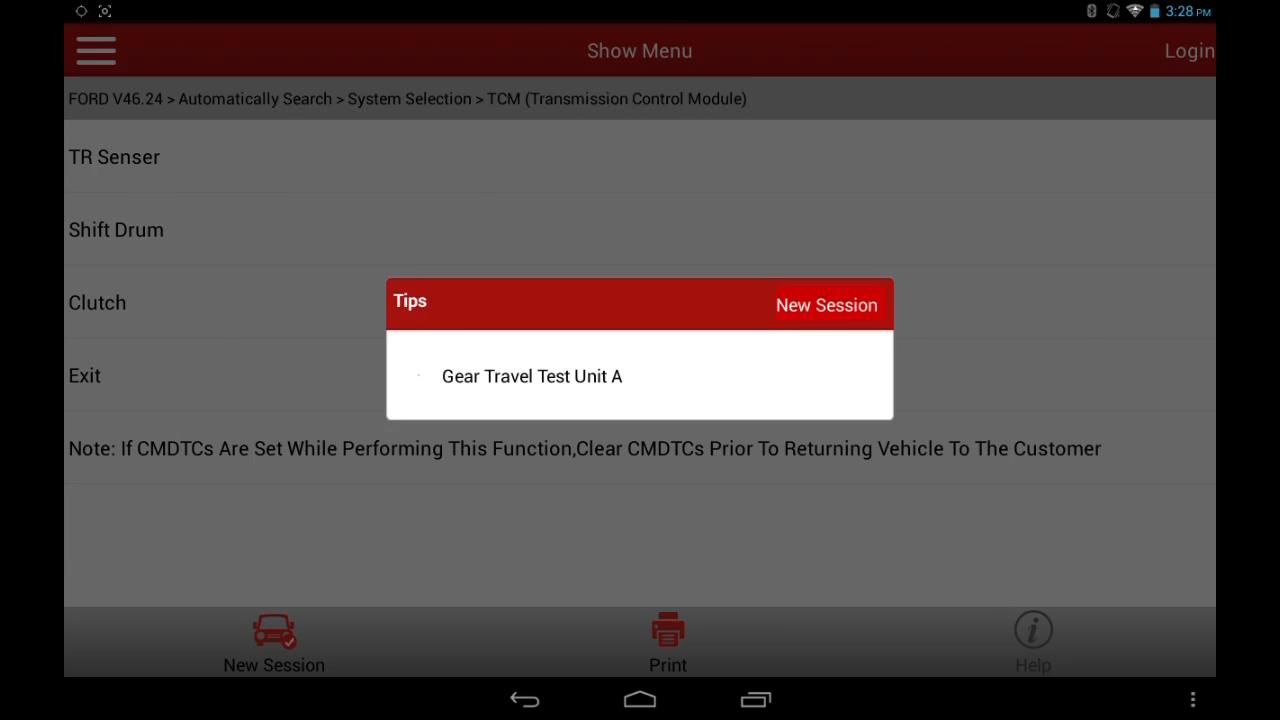 3:28 PM
Show Menu
Login
FORD V46.24 > Automatically Search > System Selection > TCM (Transmission Control Module)
TR Senser
Shift Drum
Clutch
Tips
New Session
Exit
Gear Travel Test Unit A
Note: If CMDTCs Are Set While Performing This Function,Clear CMDTCs Prior To Returning Vehicle To The Customer
New Session
Print
Help